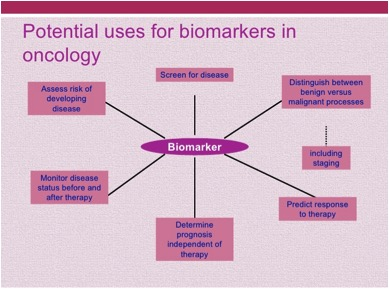 Potential uses for biomarkers in
oncology
Screen for disease
Assess risk of
developing
disease
Distinguish between
benign versus
malignant processes
Biomarker
including
staging
Monitor disease
status before and
after therapy
Predict response
to therapy
Determine
prognosis
independent of
therapy